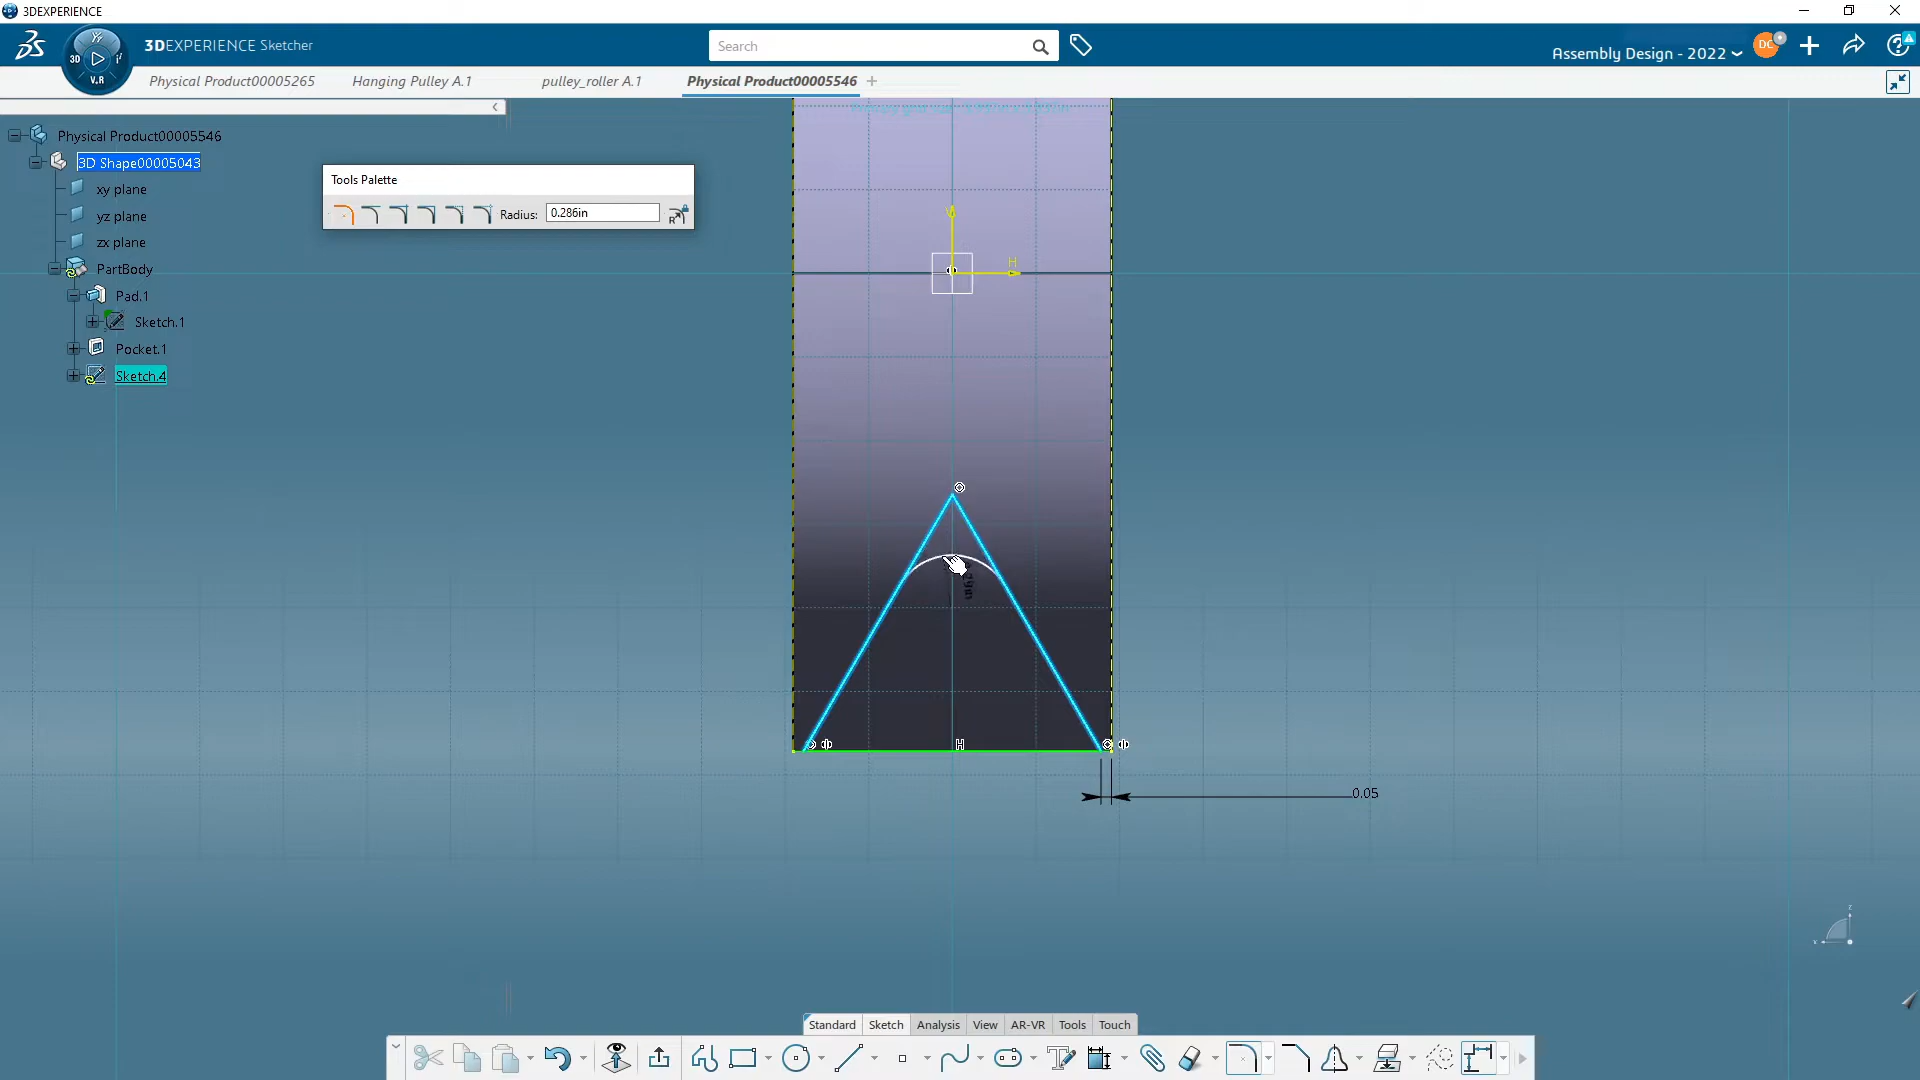 3DEXPERIENCE
3DEXPERIENCE Sketcher
3D
V.R
Search
Assembly Design - 2022
DC
Physical Product00005265
Hanging Pulley A.1
pulley_roller A.1
Physical Product00005546
Physical Product00005546
3D Shape00005043
xy plane
yz plane
zx plane
PartBody
Pad.1
Sketch.1
Pocket.1
Sketch.4
Tools Palette
Radius: 0.286in
V
H
H
0.05
z
x
Standard
Sketch
Analysis
View
AR-VR
Tools
Touch